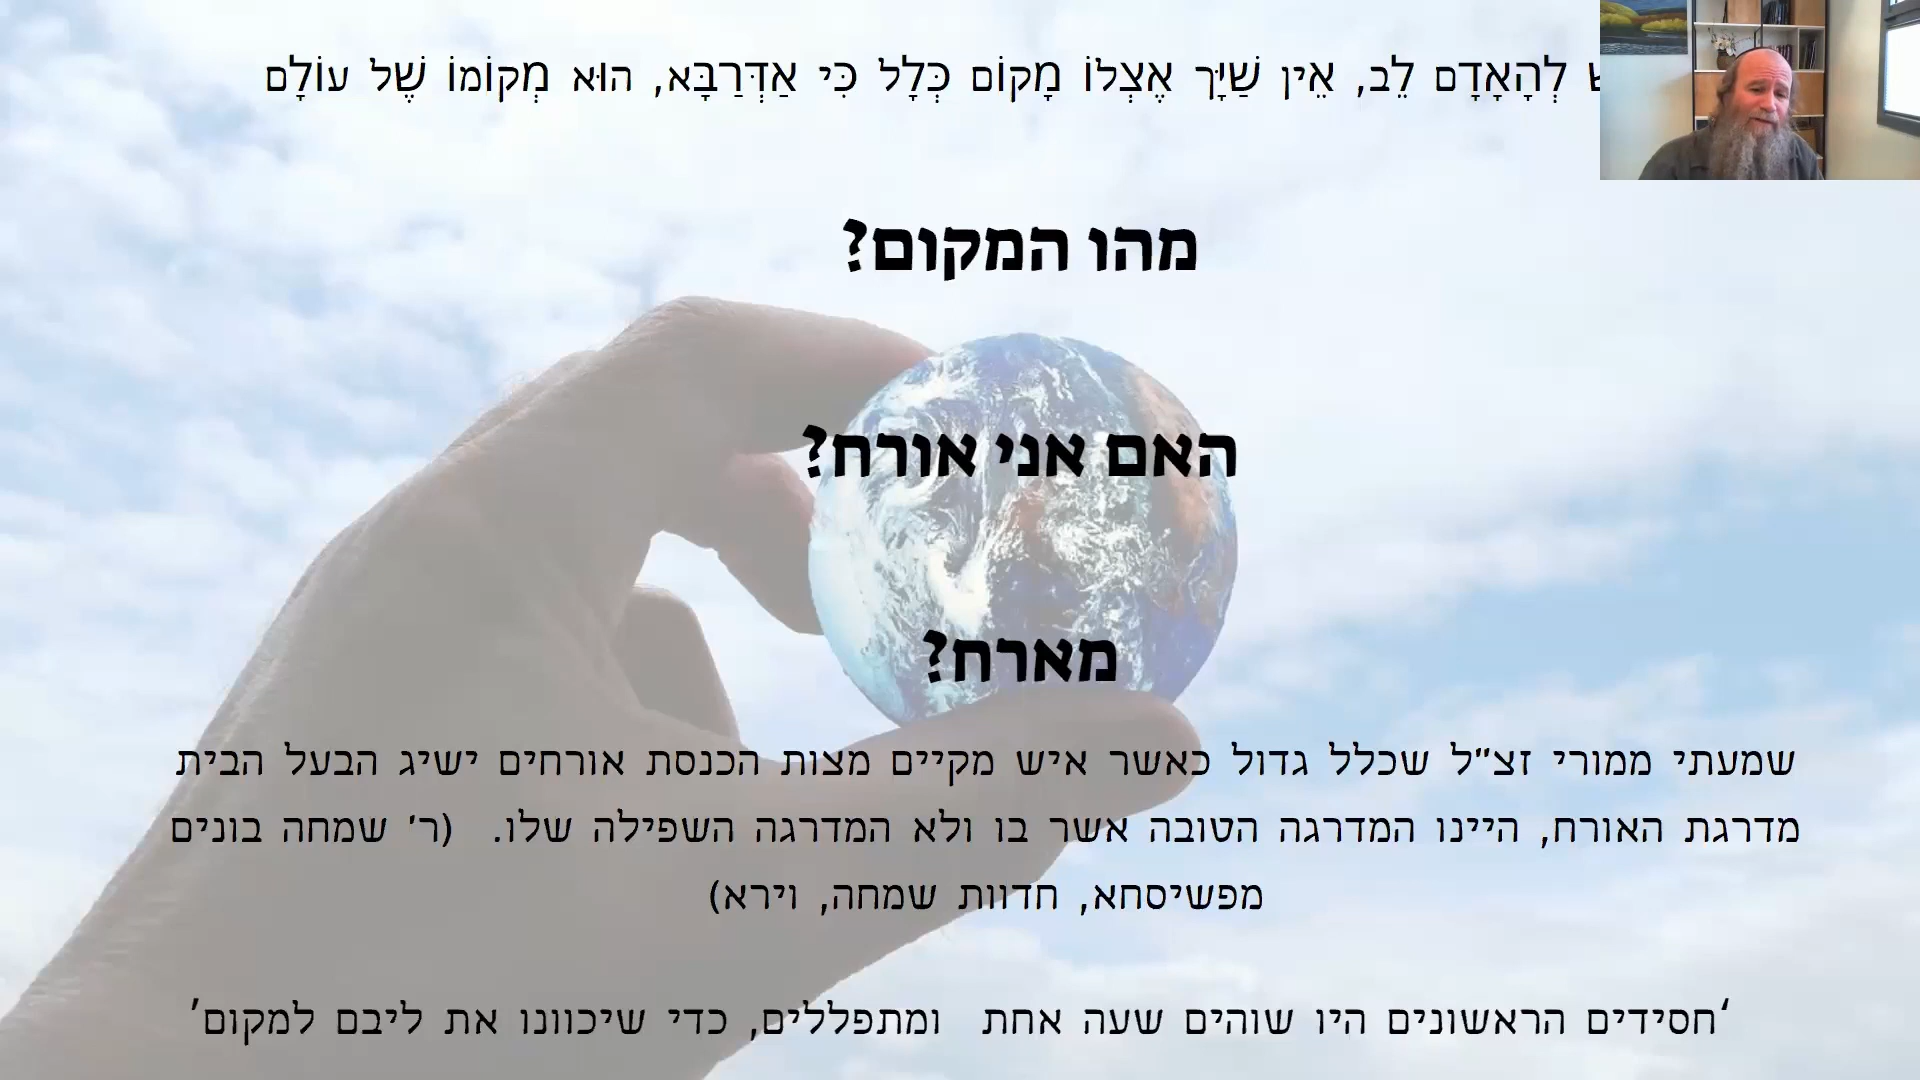 לְהָאָדָם לֵב, אֵין שַׁיָּךְ אֶצְלוֹ מָקוֹם כְּלָל כִּי אַדְּרַבָּא, הוּא מְקוֹמוֹ שֶׁל עוֹלָם
מהו המקום?
האם אני אורח?
מארח?
שמעתי ממורי זצ״ל שכלל גדול כאשר איש מקיים מצות הכנסת אורחים ישיג הבעל הבית
מדרגת האורח, היינו המדרגה הטובה אשר בו ולא המדרגה השפילה שלו. (ר׳ שמחה בונים
מפשיסחא, חדוות שמחה, וירא)
‘חסידים הראשונים היו שוהים שעה אחת ומתפללים, כדי שיכוונו את ליבם למקום’